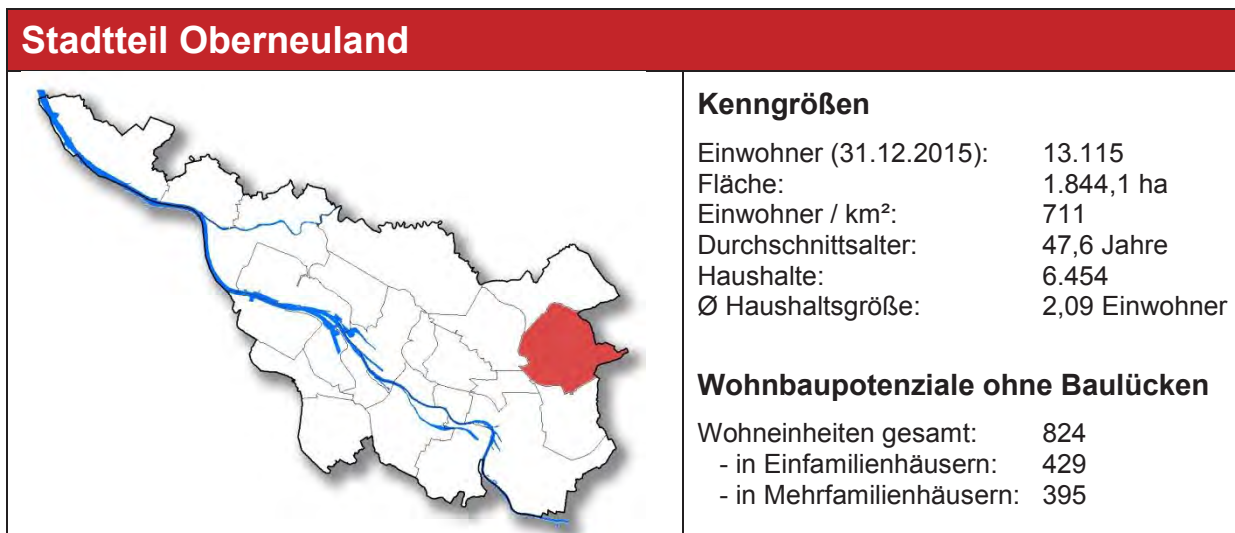 Stadtteil Oberneuland
Kenngrößen
Einwohner (31.12.2015): 13.115
Fläche: 1.844,1 ha
Einwohner / km²: 711
Durchschnittsalter: 47,6 Jahre
Haushalte: 6.454
Ø Haushaltsgröße: 2,09 Einwohner
Wohnbaupotenziale ohne Baulücken
Wohneinheiten gesamt: 824
- in Einfamilienhäusern: 429
- in Mehrfamilienhäusern: 395